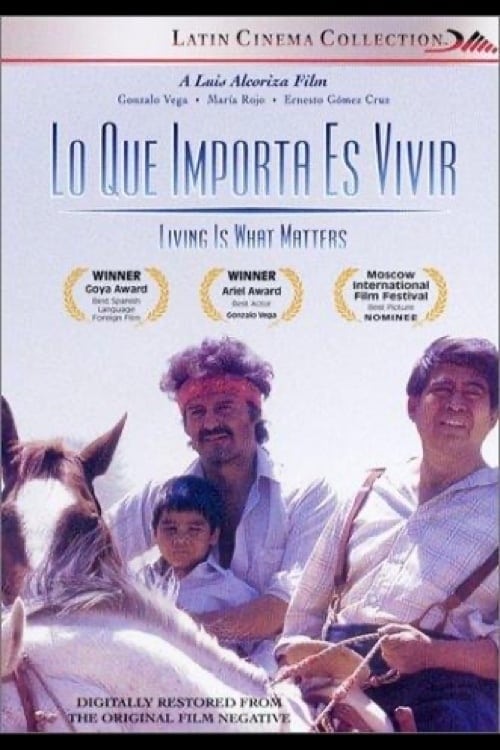 LATIN CINEMA COLLECTION
A Luis Alcoriza Film
Gonzalo Vega • María Rojo • Ernesto Gómez Cruz
LO QUE IMPORTA ES VIVIR
LIVING IS WHAT MATTERS
WINNER
Goya Award
Best Spanish
Language
Foreign Film
WINNER
Ariel Award
Best Actor
Gonzalo Vega
Moscow
International
Film Festival
Best Picture
NOMINEE
DIGITALLY RESTORED FROM
THE ORIGINAL FILM NEGATIVE